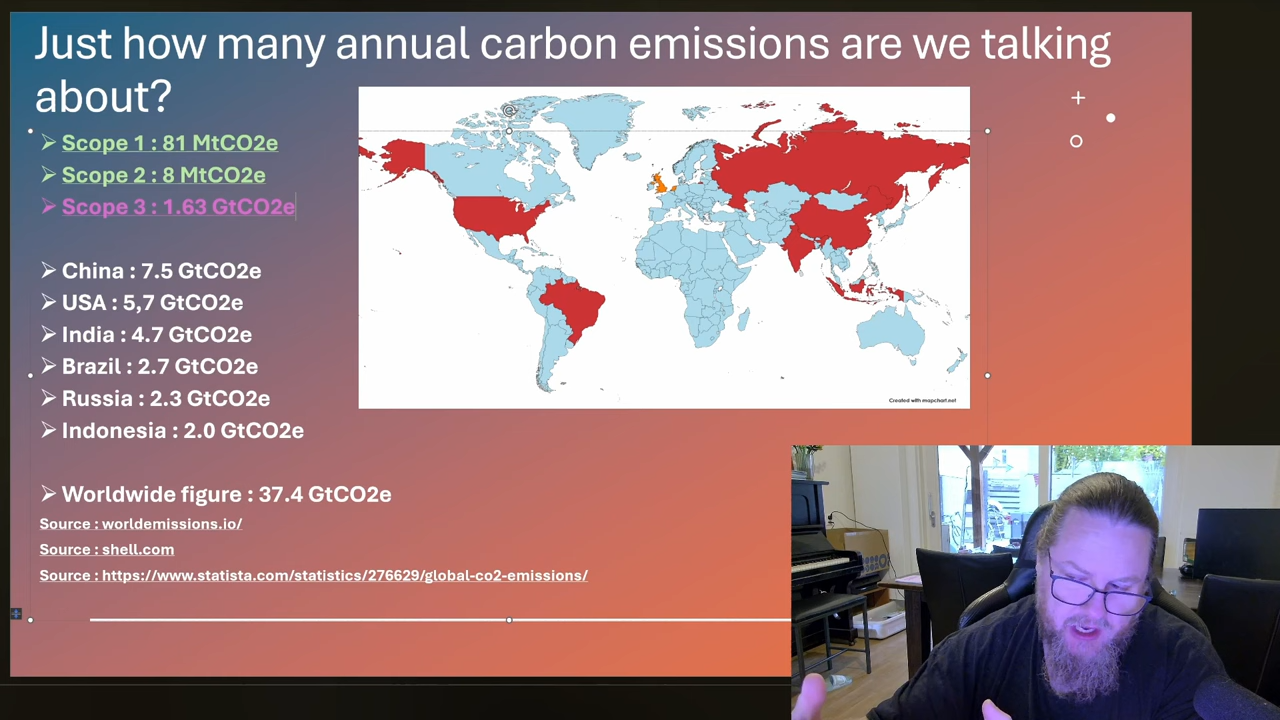 Just how many annual carbon emissions are we talking
about?
Scope 1 : 81 MtCO2e
Scope 2 : 8 MtCO2e
Scope 3 : 1.63 GtCO2e
China : 7.5 GtCO2e
USA : 5,7 GtCO2e
India : 4.7 GtCO2e
Brazil : 2.7 GtCO2e
Russia : 2.3 GtCO2e
Indonesia : 2.0 GtCO2e
Worldwide figure : 37.4 GtCO2e
Source : worldemissions.io/
Source : shell.com
Source : https://www.statista.com/statistics/276629/global-co2-emissions/
Created with mapchart.net